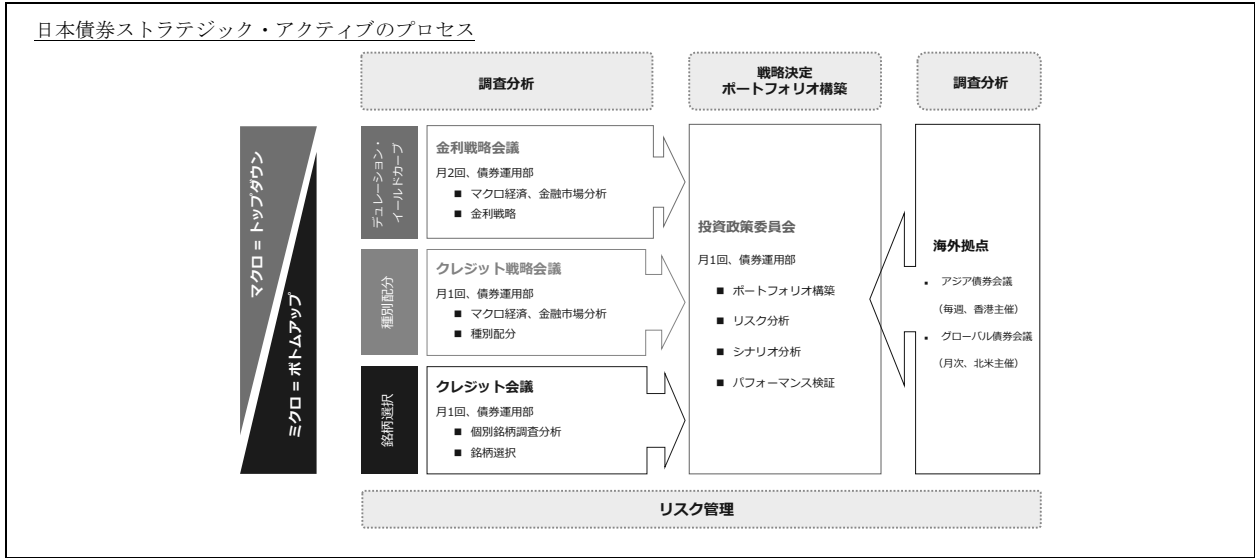 日本債券ストラテジック・アクティブのプロセス
調査分析
戦略決定
ポートフォリオ構築
調査分析
マクロ = トップダウン
ミクロ = ボトムアップ
デュレーション・
イールドカーブ
金利戦略会議
月2回、債券運用部
■ マクロ経済、金融市場分析
■ 金利戦略
種別配分
クレジット戦略会議
月1回、債券運用部
■ マクロ経済、金融市場分析
■ 種別配分
銘柄選択
クレジット会議
月1回、債券運用部
■ 個別銘柄調査分析
■ 銘柄選択
投資政策委員会
月1回、債券運用部
■ ポートフォリオ構築
■ リスク分析
■ シナリオ分析
■ パフォーマンス検証
海外拠点
▪ アジア債券会議
（毎週、香港主催）
▪ グローバル債券会議
（月次、北米主催）
リスク管理